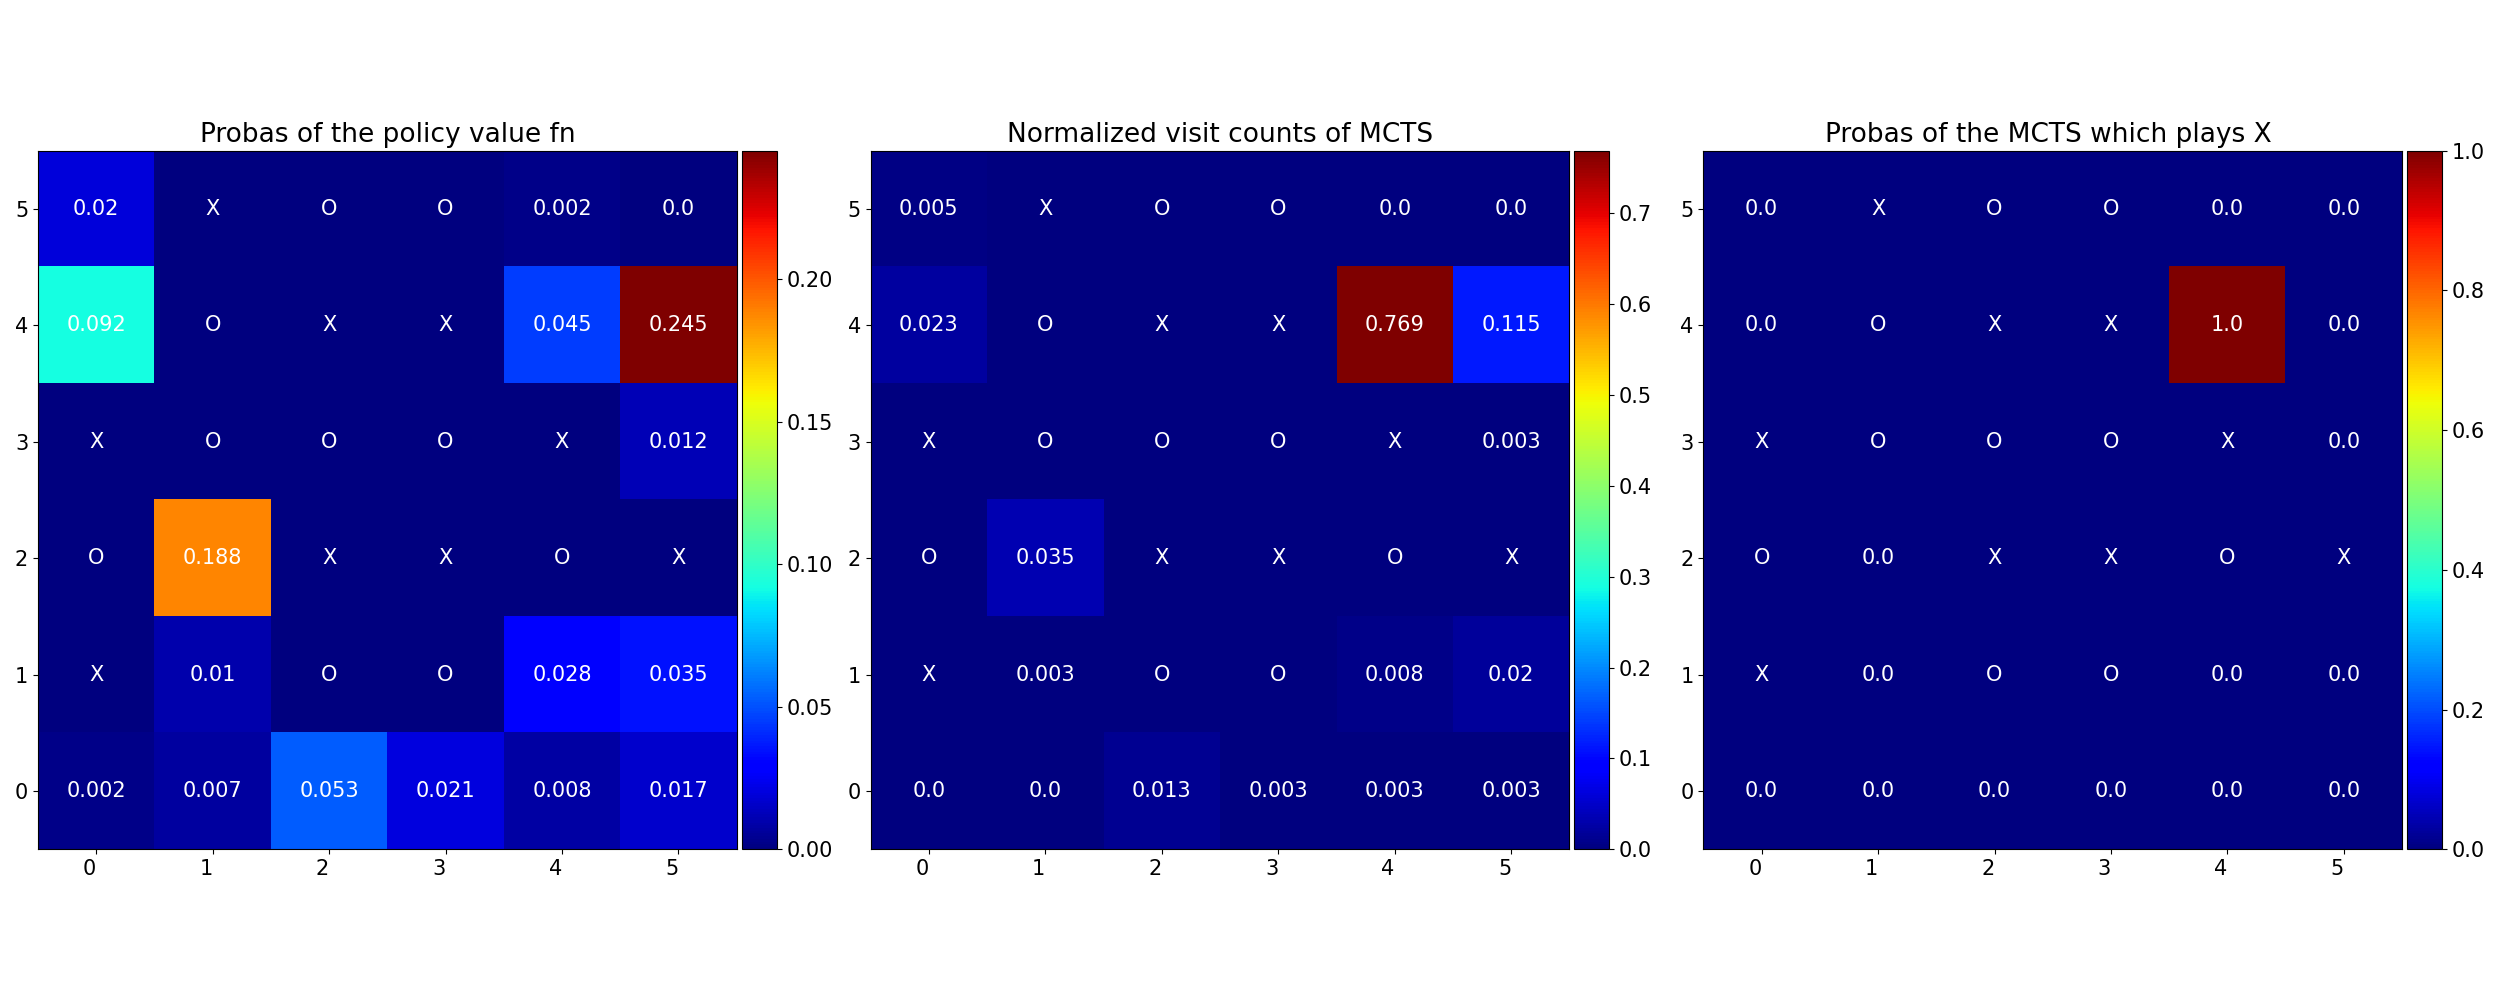 Probas of the policy value fn
5 0.02 X O O 0.002 0.0
4 0.092 O X X 0.045 0.245
3 X O O O X 0.012
2 O 0.188 X X O X
1 X 0.01 O O 0.028 0.035
0 0.002 0.007 0.053 0.021 0.008 0.017
0 1 2 3 4 5
0.20
0.15
0.10
0.05
0.00
Normalized visit counts of MCTS
5 0.005 X O O 0.0 0.0
4 0.023 O X X 0.769 0.115
3 X O O O X 0.003
2 O 0.035 X X O X
1 X 0.003 O O 0.008 0.02
0 0.0 0.0 0.013 0.003 0.003 0.003
0 1 2 3 4 5
0.7
0.6
0.5
0.4
0.3
0.2
0.1
0.0
Probas of the MCTS which plays X
5 0.0 X O O 0.0 0.0
4 0.0 O X X 1.0 0.0
3 X O O O X 0.0
2 O 0.0 X X O X
1 X 0.0 O O 0.0 0.0
0 0.0 0.0 0.0 0.0 0.0 0.0
0 1 2 3 4 5
1.0
0.8
0.6
0.4
0.2
0.0